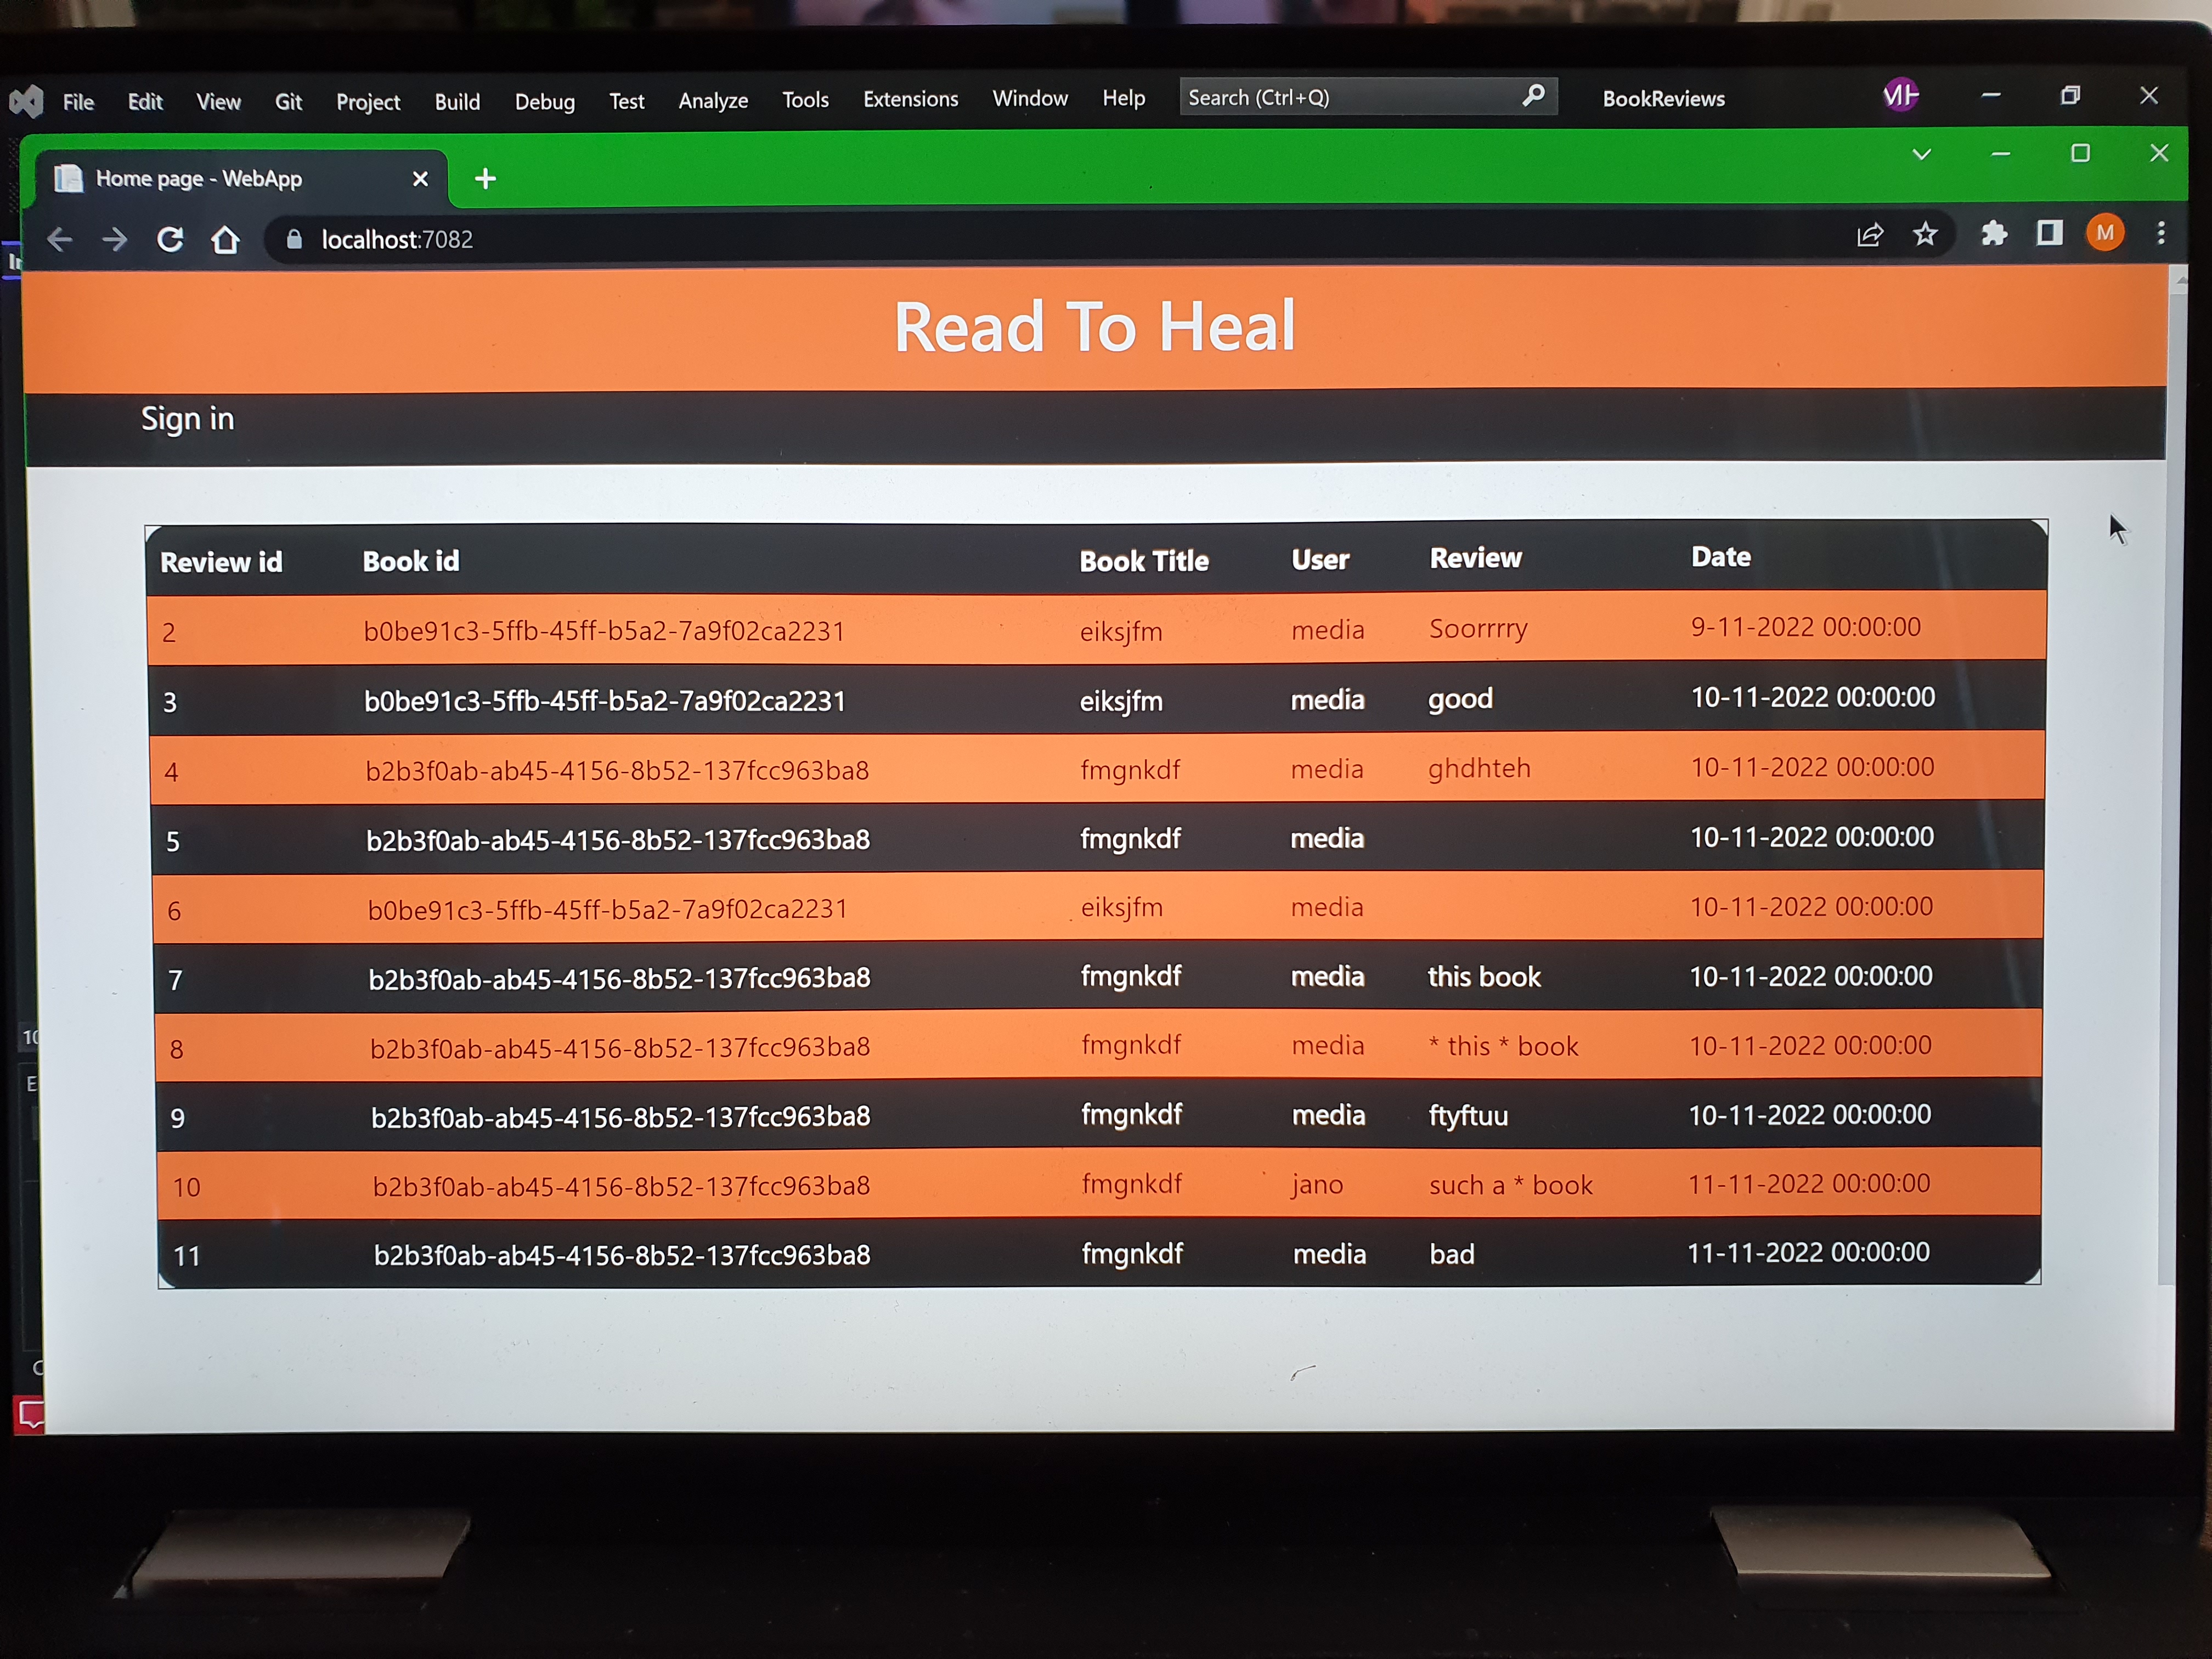 File Edit View Git Project Build Debug Test Analyze Tools Extensions Window Help Search (Ctrl+Q) BookReviews
Home page - WebApp
localhost:7082 M
Read To Heal
Sign in
Review id Book id Book Title User Review Date
2 b0be91c3-5ffb-45ff-b5a2-7a9f02ca2231 eiksjfm media Soorrrry 9-11-2022 00:00:00
3 b0be91c3-5ffb-45ff-b5a2-7a9f02ca2231 eiksjfm media good 10-11-2022 00:00:00
4 b2b3f0ab-ab45-4156-8b52-137fcc963ba8 fmgnkdf media ghdhteh 10-11-2022 00:00:00
5 b2b3f0ab-ab45-4156-8b52-137fcc963ba8 fmgnkdf media 10-11-2022 00:00:00
6 b0be91c3-5ffb-45ff-b5a2-7a9f02ca2231 eiksjfm media 10-11-2022 00:00:00
7 b2b3f0ab-ab45-4156-8b52-137fcc963ba8 fmgnkdf media this book 10-11-2022 00:00:00
8 b2b3f0ab-ab45-4156-8b52-137fcc963ba8 fmgnkdf media * this * book 10-11-2022 00:00:00
9 b2b3f0ab-ab45-4156-8b52-137fcc963ba8 fmgnkdf media ftyftuu 10-11-2022 00:00:00
10 b2b3f0ab-ab45-4156-8b52-137fcc963ba8 fmgnkdf jano such a * book 11-11-2022 00:00:00
11 b2b3f0ab-ab45-4156-8b52-137fcc963ba8 fmgnkdf media bad 11-11-2022 00:00:00